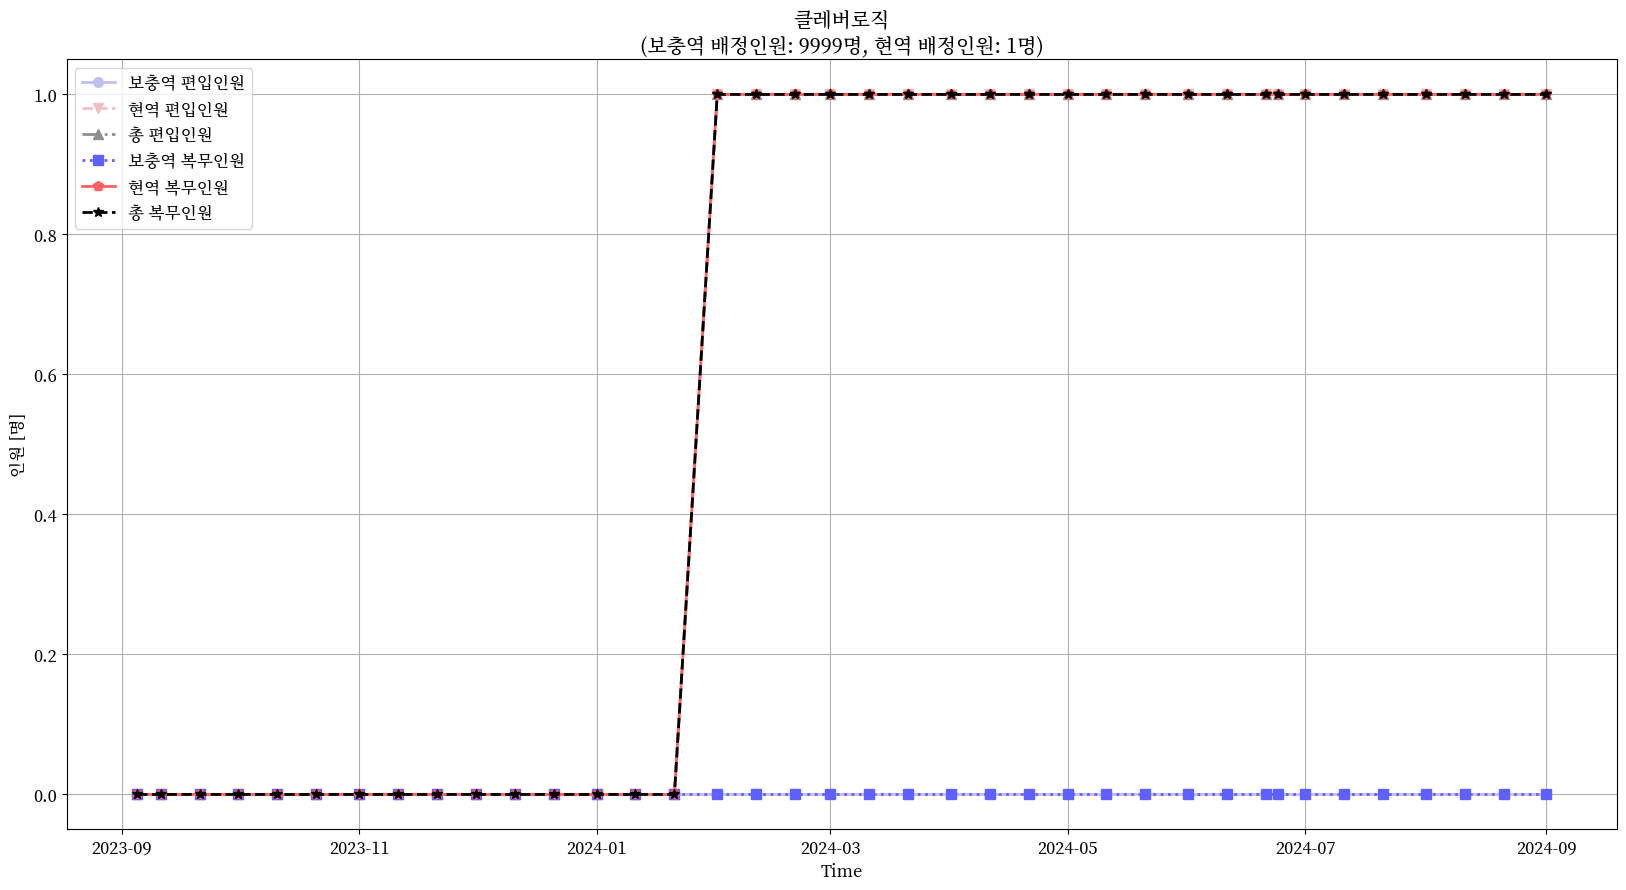 클레버로직
(보충역 배정인원: 9999명, 현역 배정인원: 1명)
보충역 편입인원
현역 편입인원
총 편입인원
보충역 복무인원
현역 복무인원
총 복무인원
인원 [명]
1.0
0.8
0.6
0.4
0.2
0.0
2023-09 2023-11 2024-01 2024-03 2024-05 2024-07 2024-09
Time